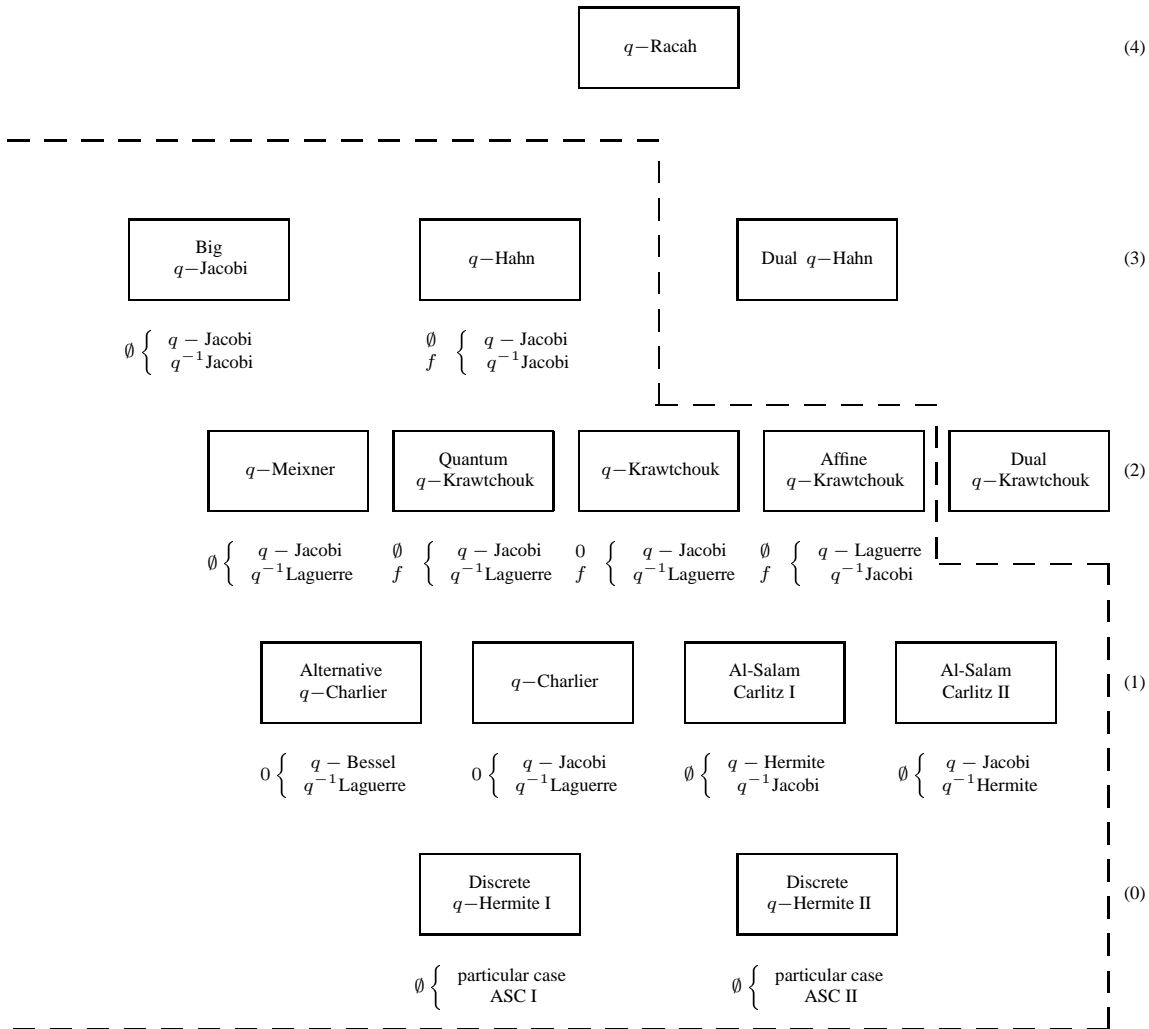 q−Racah (4)
Big
q−Jacobi
q−Hahn
Dual q−Hahn
(3)
∅ { q − Jacobi
q⁻¹Jacobi
∅
f { q − Jacobi
q⁻¹Jacobi
q−Meixner
Quantum
q−Krawtchouk
q−Krawtchouk
Affine
q−Krawtchouk
Dual
q−Krawtchouk
(2)
∅ { q − Jacobi
q⁻¹Laguerre
∅
f { q − Jacobi
q⁻¹Laguerre
0
f { q − Jacobi
q⁻¹Laguerre
∅
f { q − Laguerre
q⁻¹Jacobi
Alternative
q−Charlier
q−Charlier
Al-Salam
Carlitz I
Al-Salam
Carlitz II
(1)
0 { q − Bessel
q⁻¹Laguerre
0 { q − Jacobi
q⁻¹Laguerre
∅ { q − Hermite
q⁻¹Jacobi
∅ { q − Jacobi
q⁻¹Hermite
Discrete
q−Hermite I
Discrete
q−Hermite II
(0)
∅ { particular case
ASC I
∅ { particular case
ASC II